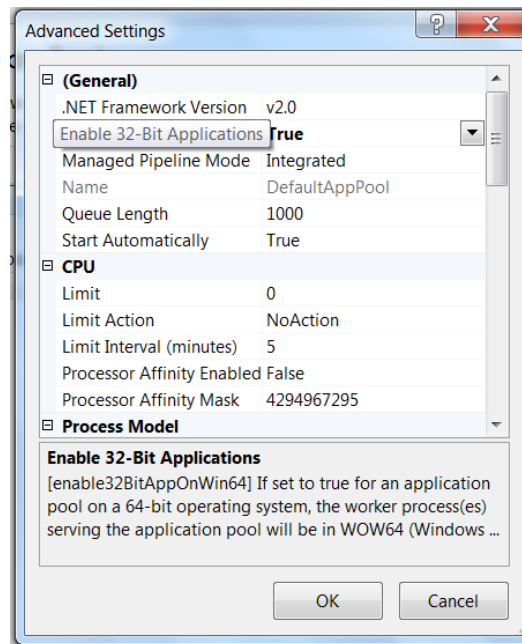 Advanced Settings
(General)
.NET Framework Version v2.0
Enable 32-Bit Applications True
Managed Pipeline Mode Integrated
Name DefaultAppPool
Queue Length 1000
Start Automatically True
CPU
Limit 0
Limit Action NoAction
Limit Interval (minutes) 5
Processor Affinity Enabled False
Processor Affinity Mask 4294967295
Process Model
Enable 32-Bit Applications
[enable32BitAppOnWin64] If set to true for an application
pool on a 64-bit operating system, the worker process(es)
serving the application pool will be in WOW64 (Windows ...
OK Cancel